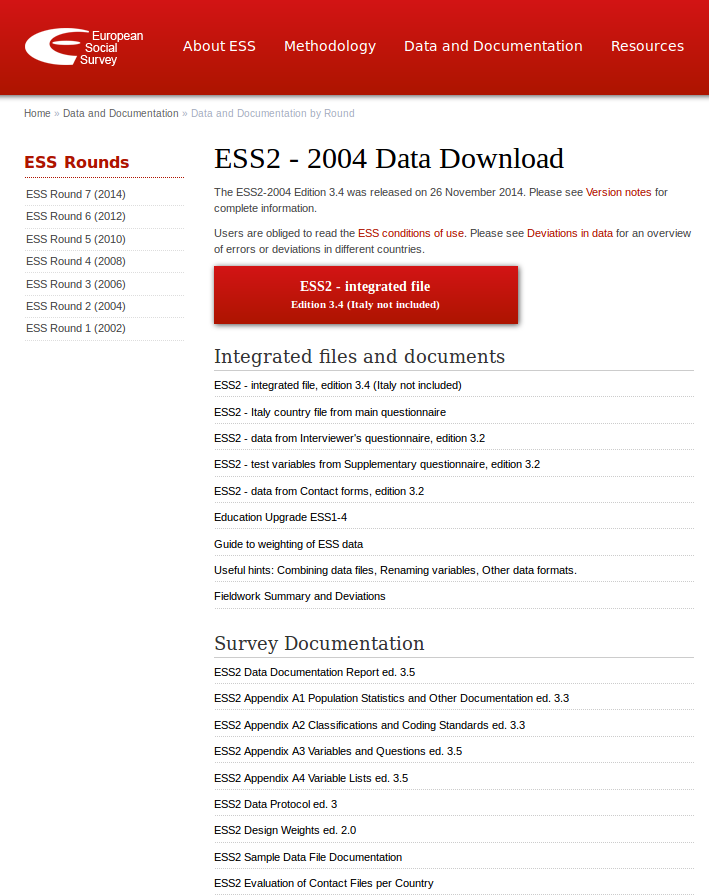 European
Social
Survey
About ESS
Methodology
Data and Documentation
Resources
Home » Data and Documentation » Data and Documentation by Round
ESS Rounds
ESS Round 7 (2014)
ESS Round 6 (2012)
ESS Round 5 (2010)
ESS Round 4 (2008)
ESS Round 3 (2006)
ESS Round 2 (2004)
ESS Round 1 (2002)
ESS2 - 2004 Data Download
The ESS2-2004 Edition 3.4 was released on 26 November 2014. Please see Version notes for
complete information.
Users are obliged to read the ESS conditions of use. Please see Deviations in data for an overview
of errors or deviations in different countries.
ESS2 - integrated file
Edition 3.4 (Italy not included)
Integrated files and documents
ESS2 - integrated file, edition 3.4 (Italy not included)
ESS2 - Italy country file from main questionnaire
ESS2 - data from Interviewer's questionnaire, edition 3.2
ESS2 - test variables from Supplementary questionnaire, edition 3.2
ESS2 - data from Contact forms, edition 3.2
Education Upgrade ESS1-4
Guide to weighting of ESS data
Useful hints: Combining data files, Renaming variables, Other data formats.
Fieldwork Summary and Deviations
Survey Documentation
ESS2 Data Documentation Report ed. 3.5
ESS2 Appendix A1 Population Statistics and Other Documentation ed. 3.3
ESS2 Appendix A2 Classifications and Coding Standards ed. 3.3
ESS2 Appendix A3 Variables and Questions ed. 3.5
ESS2 Appendix A4 Variable Lists ed. 3.5
ESS2 Data Protocol ed. 3
ESS2 Design Weights ed. 2.0
ESS2 Sample Data File Documentation
ESS2 Evaluation of Contact Files per Country